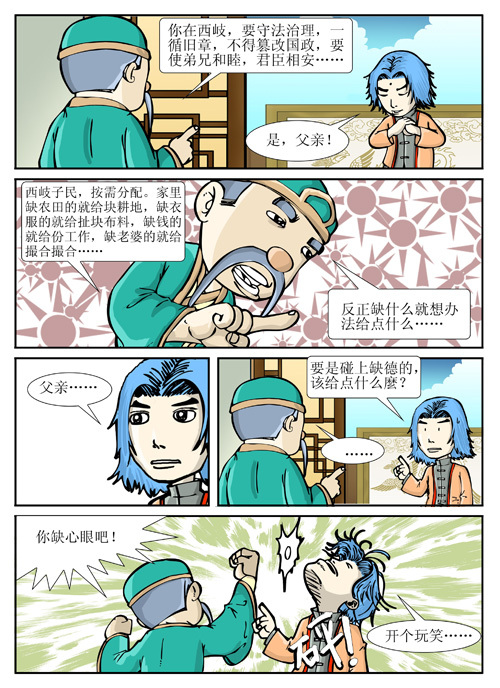 你在西岐，要守法治理，一
循旧章，不得篡改国政，要
使弟兄和睦，君臣相安……
是，父亲！
西岐子民，按需分配。家里
缺农田的就给块耕地，缺衣
服的就给扯块布料，缺钱的
就给份工作，缺老婆的就给
撮合撮合……
反正缺什么就想办
法给点什么……
父亲……
要是碰上缺德的，
该给点什麽？
……
你缺心眼吧！
砰！
开个玩笑……